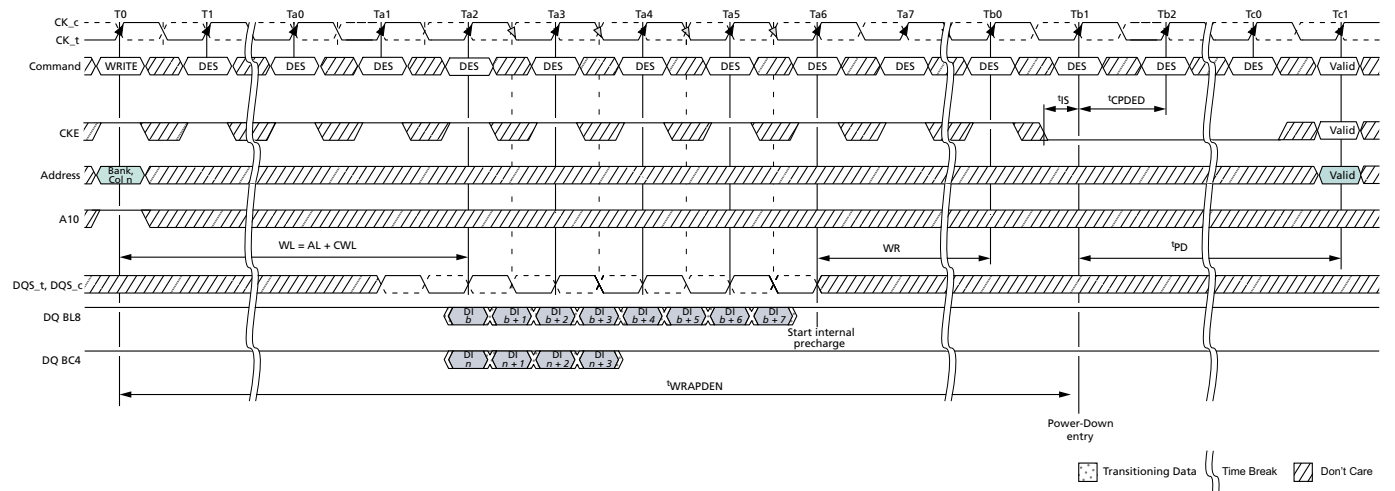 T0 T1 Ta0 Ta1 Ta2 Ta3 Ta4 Ta5 Ta6 Ta7 Tb0 Tb1 Tb2 Tc0 Tc1
CK_c
CK_t
Command WRITE DES DES DES DES DES DES DES DES DES DES DES DES DES Valid
tIS tCPDED
CKE Valid
Address Bank, Col n Valid
A10
WL = AL + CWL WR tPD
DQS_t, DQS_c
DQ BL8 DI b DI b + 1 DI b + 2 DI b + 3 DI b + 4 DI b + 5 DI b + 6 DI b + 7
Start internal
precharge
DQ BC4 DI n DI n + 1 DI n + 2 DI n + 3
tWRAPDEN
Power-Down
entry
Transitioning Data Time Break Don't Care